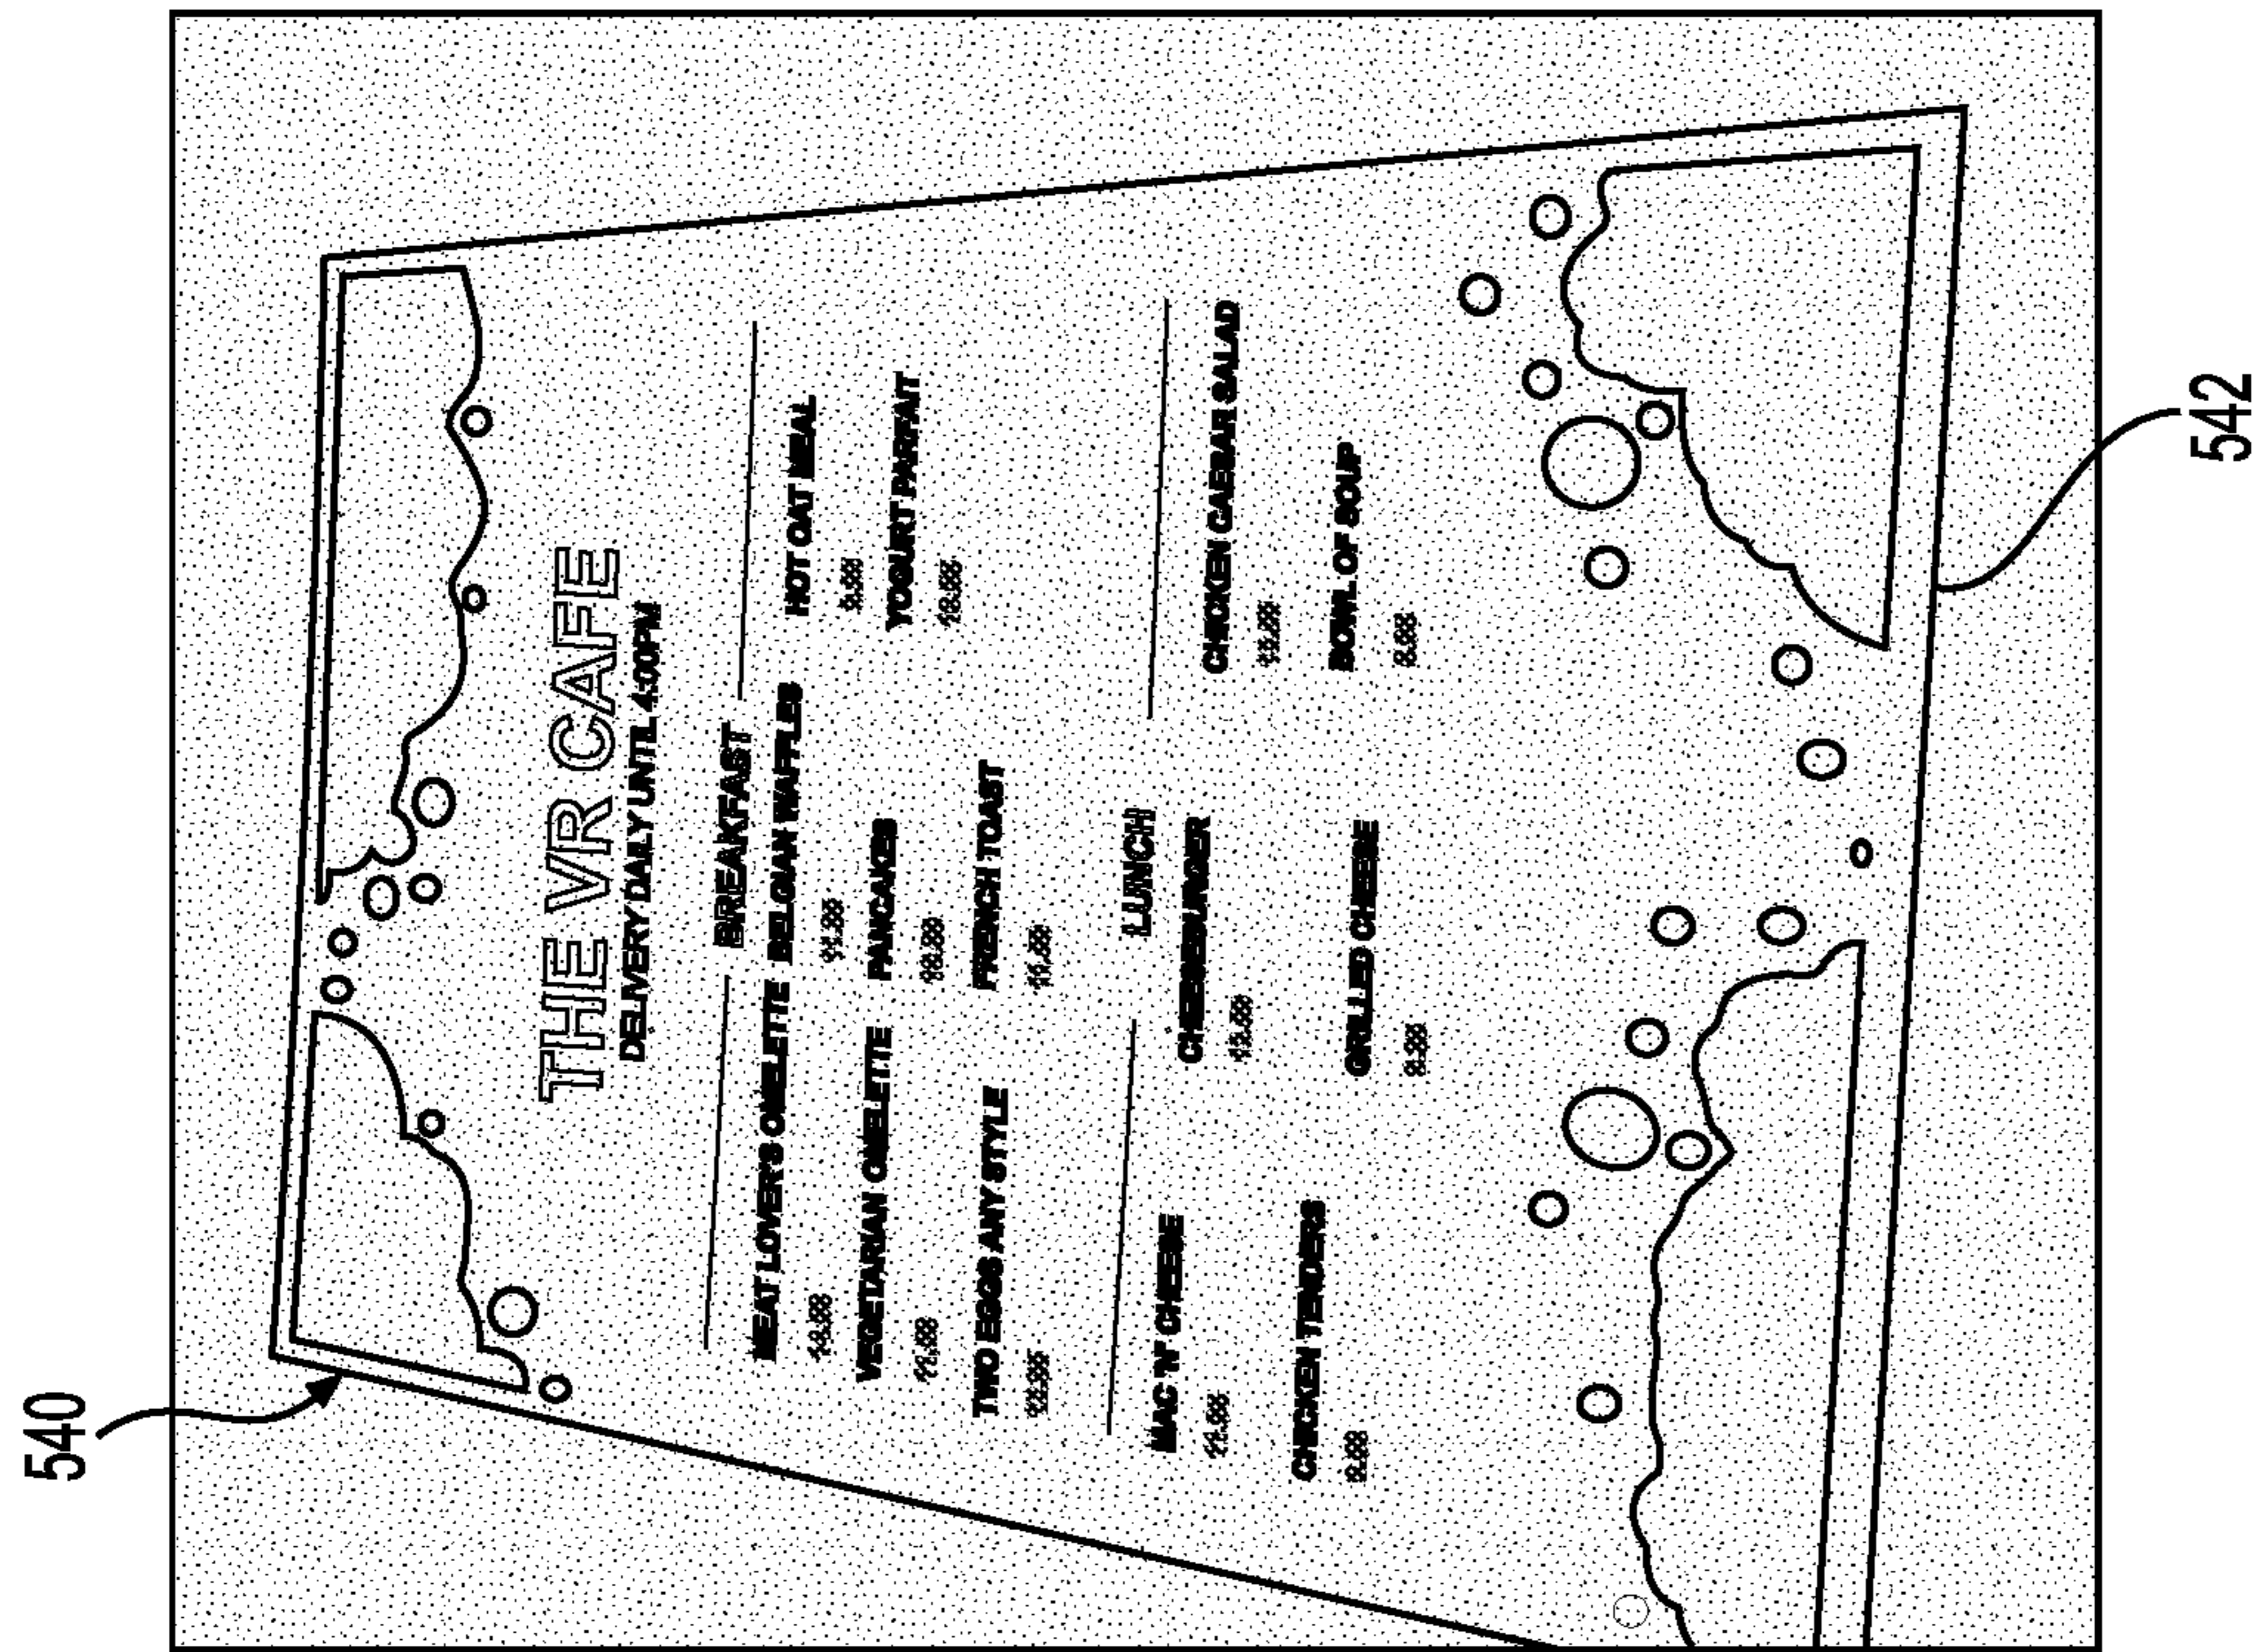 540
THE VR CAFE
DELIVERY DAILY UNTIL 4:00PM
BREAKFAST
MEAT LOVER'S OMELETTE BELGIAN WAFFLES HOT OAT MEAL
VEGETARIAN OMELETTE PANCAKES YOGURT PARFAIT
TWO EGGS ANY STYLE FRENCH TOAST
LUNCH
MAC 'N' CHEESE CHEESEBURGER CHICKEN CAESAR SALAD
CHICKEN TENDERS GRILLED CHEESE BOWL OF SOUP
542